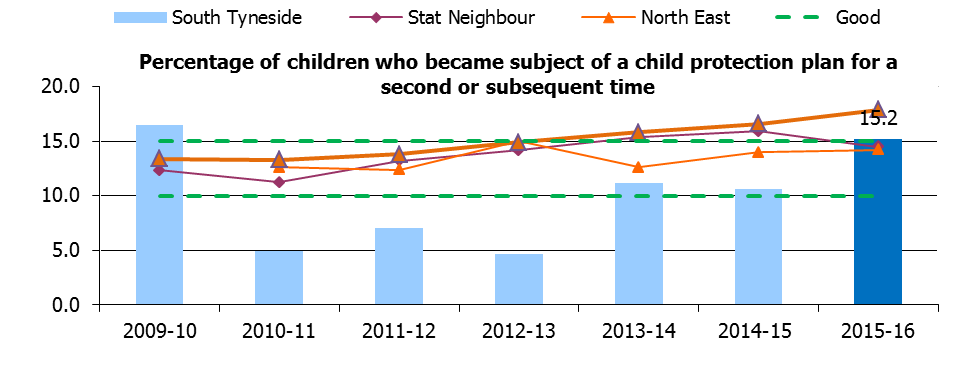 South Tyneside Stat Neighbour North East Good
Percentage of children who became subject of a child protection plan for a
second or subsequent time
20.0
15.0
10.0
5.0
0.0
15.2
2009-10 2010-11 2011-12 2012-13 2013-14 2014-15 2015-16